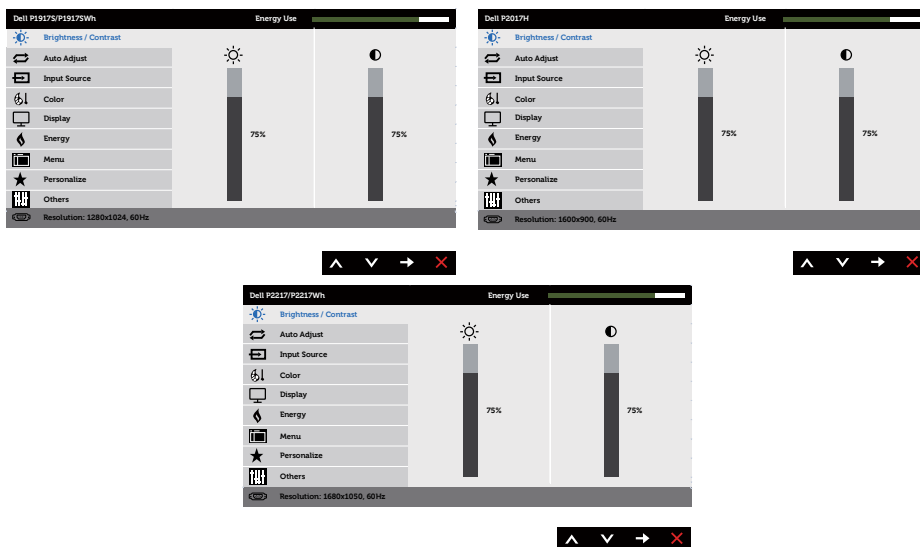 Dell P1917S/P1917SWh Energy Use
Brightness / Contrast
Auto Adjust
Input Source
Color
Display
Energy
Menu
Personalize
Others
75% 75%
Resolution: 1280x1024, 60Hz
Dell P2017H Energy Use
Brightness / Contrast
Auto Adjust
Input Source
Color
Display
Energy
Menu
Personalize
Others
75% 75%
Resolution: 1600x900, 60Hz
Dell P2217/P2217Wh Energy Use
Brightness / Contrast
Auto Adjust
Input Source
Color
Display
Energy
Menu
Personalize
Others
75% 75%
Resolution: 1680x1050, 60Hz